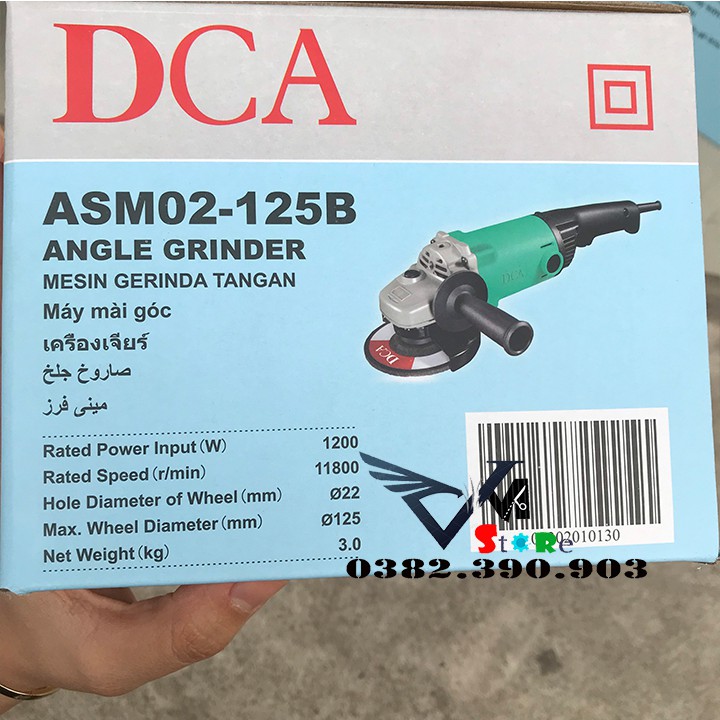 DCA
ASM02-125B
ANGLE GRINDER
MESIN GERINDA TANGAN
Máy mài góc
เครื่องเจียร์
صاروخ جلخ
مینی فرز
DCA
DCA
Rated Power Input(W) 1200
Rated Speed(r/min) 11800
Hole Diameter of Wheel(mm) Ø22
Max. Wheel Diameter(mm) Ø125
Net Weight(kg) 3.0
Store
02010130
0382.390.903